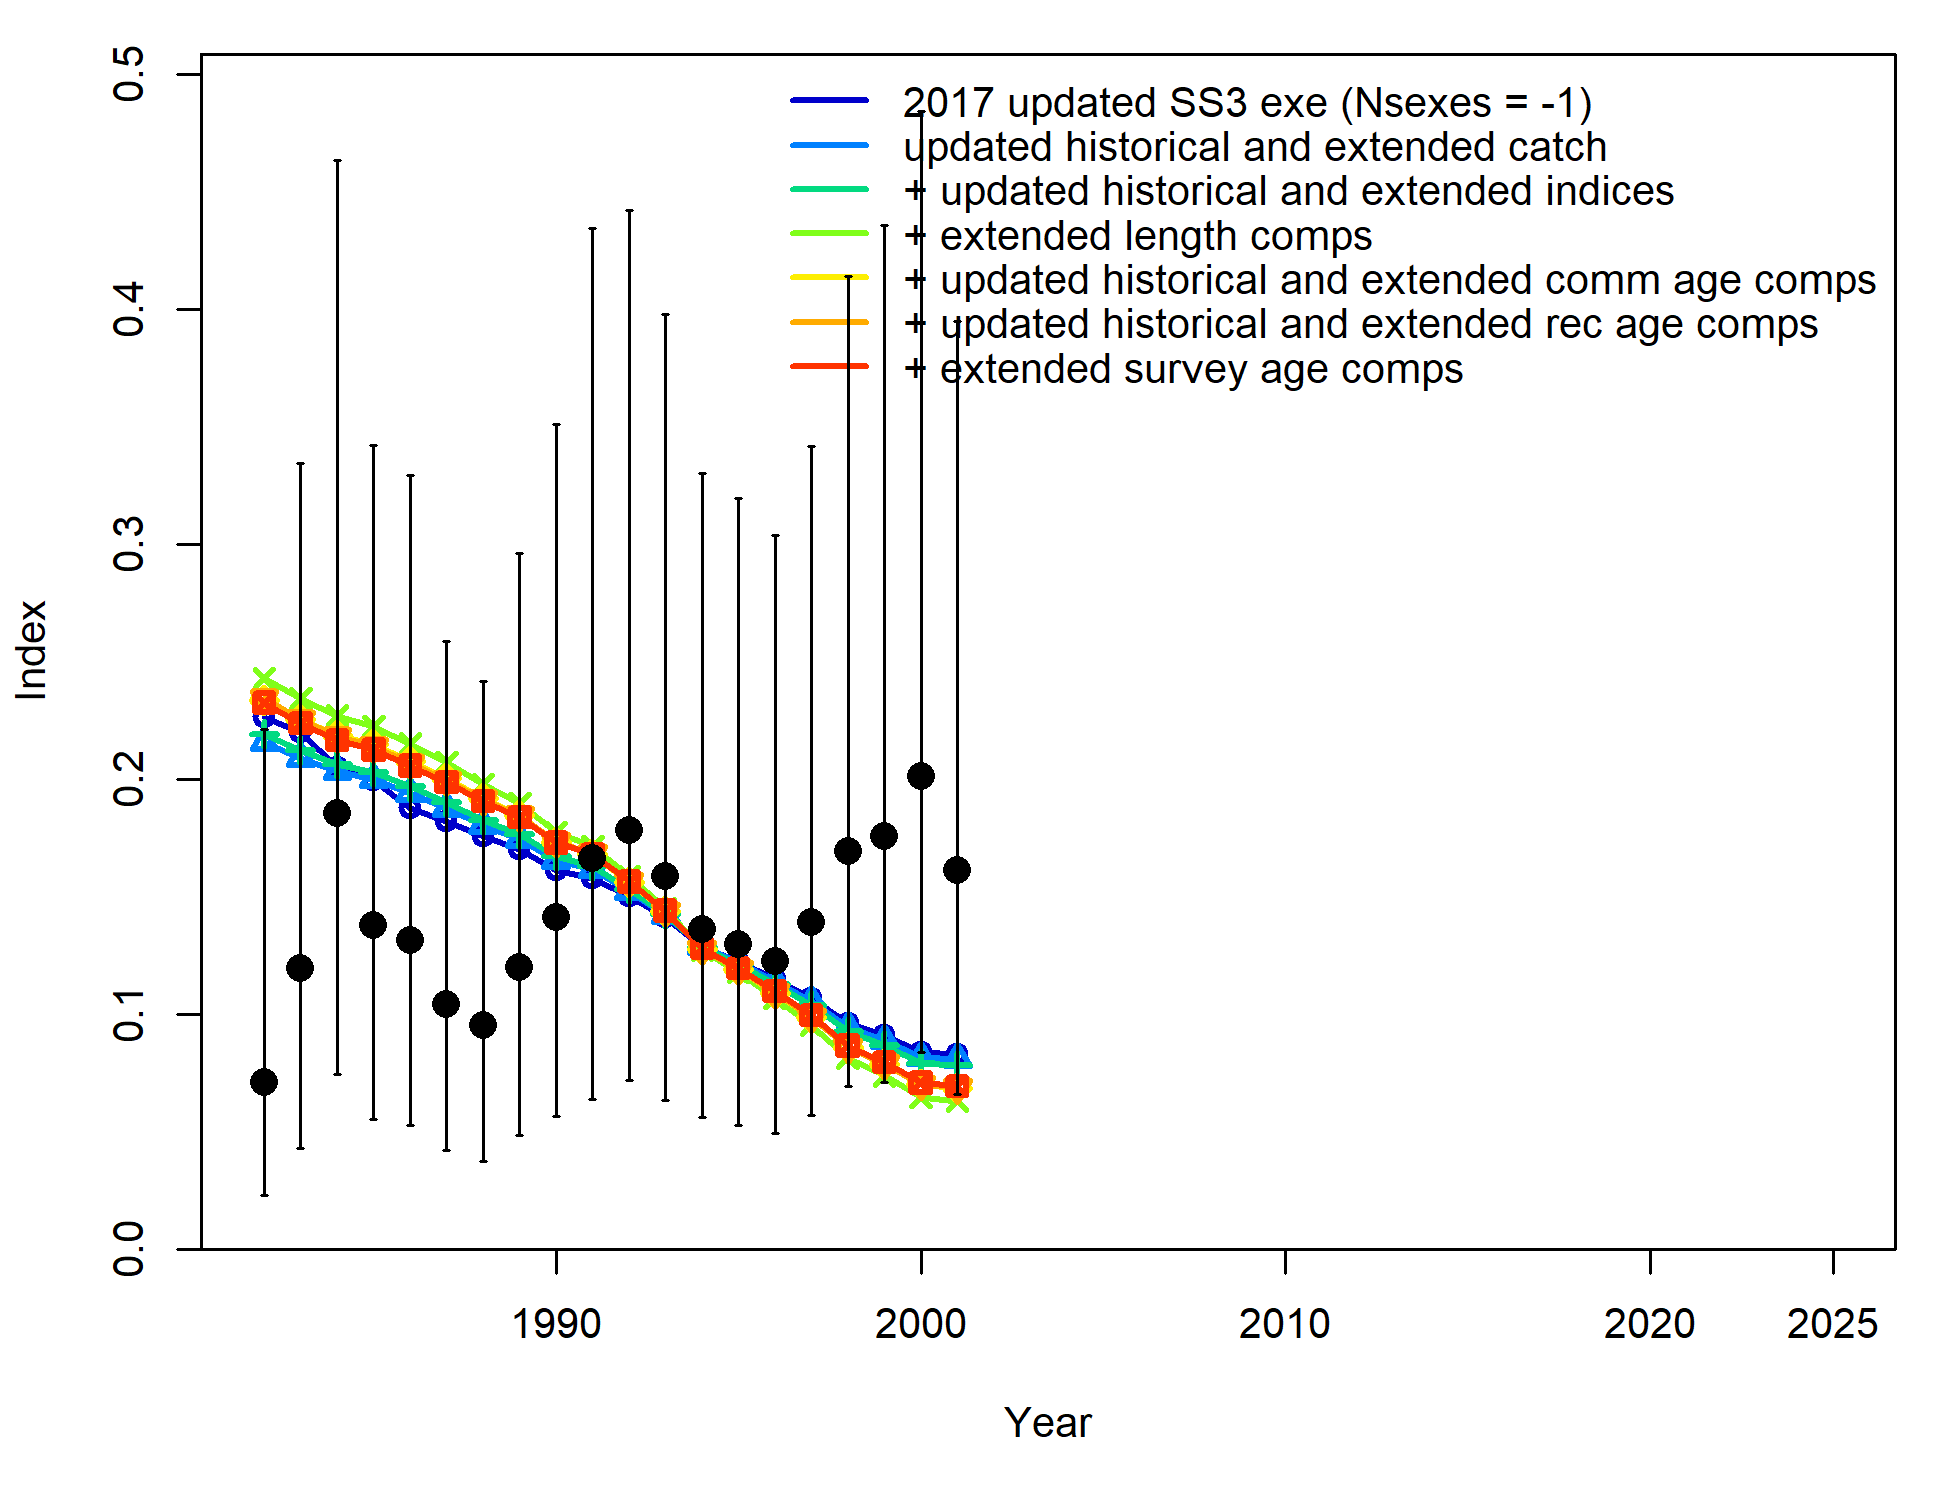 2017 updated SS3 exe (Nsexes = -1)
updated historical and extended catch
+ updated historical and extended indices
+ extended length comps
+ updated historical and extended comm age comps
+ updated historical and extended rec age comps
+ extended survey age comps
0.5
0.4
0.3
0.2
0.1
0.0
Index
1990
2000
2010
2020
2025
Year